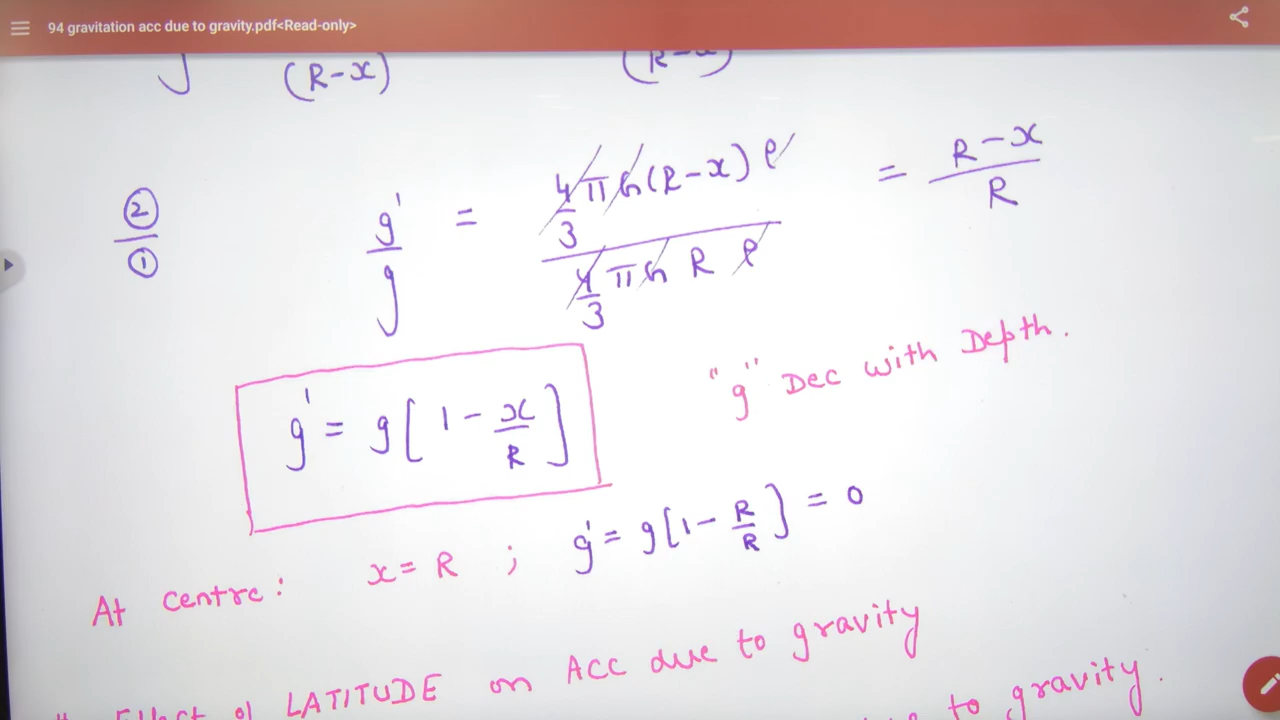 94 gravitation acc due to gravity.pdf<Read-only>
(R-x) (R-x)
②/① g'/g = 4/3 π G (R-x) ρ / 4/3 π G R ρ = R-x/R
"g" Dec with Depth.
g' = g[1 - x/R]
At centre: x = R ; g' = g[1 - R/R] = 0
Effect of LATITUDE on Acc due to gravity
to gravity.